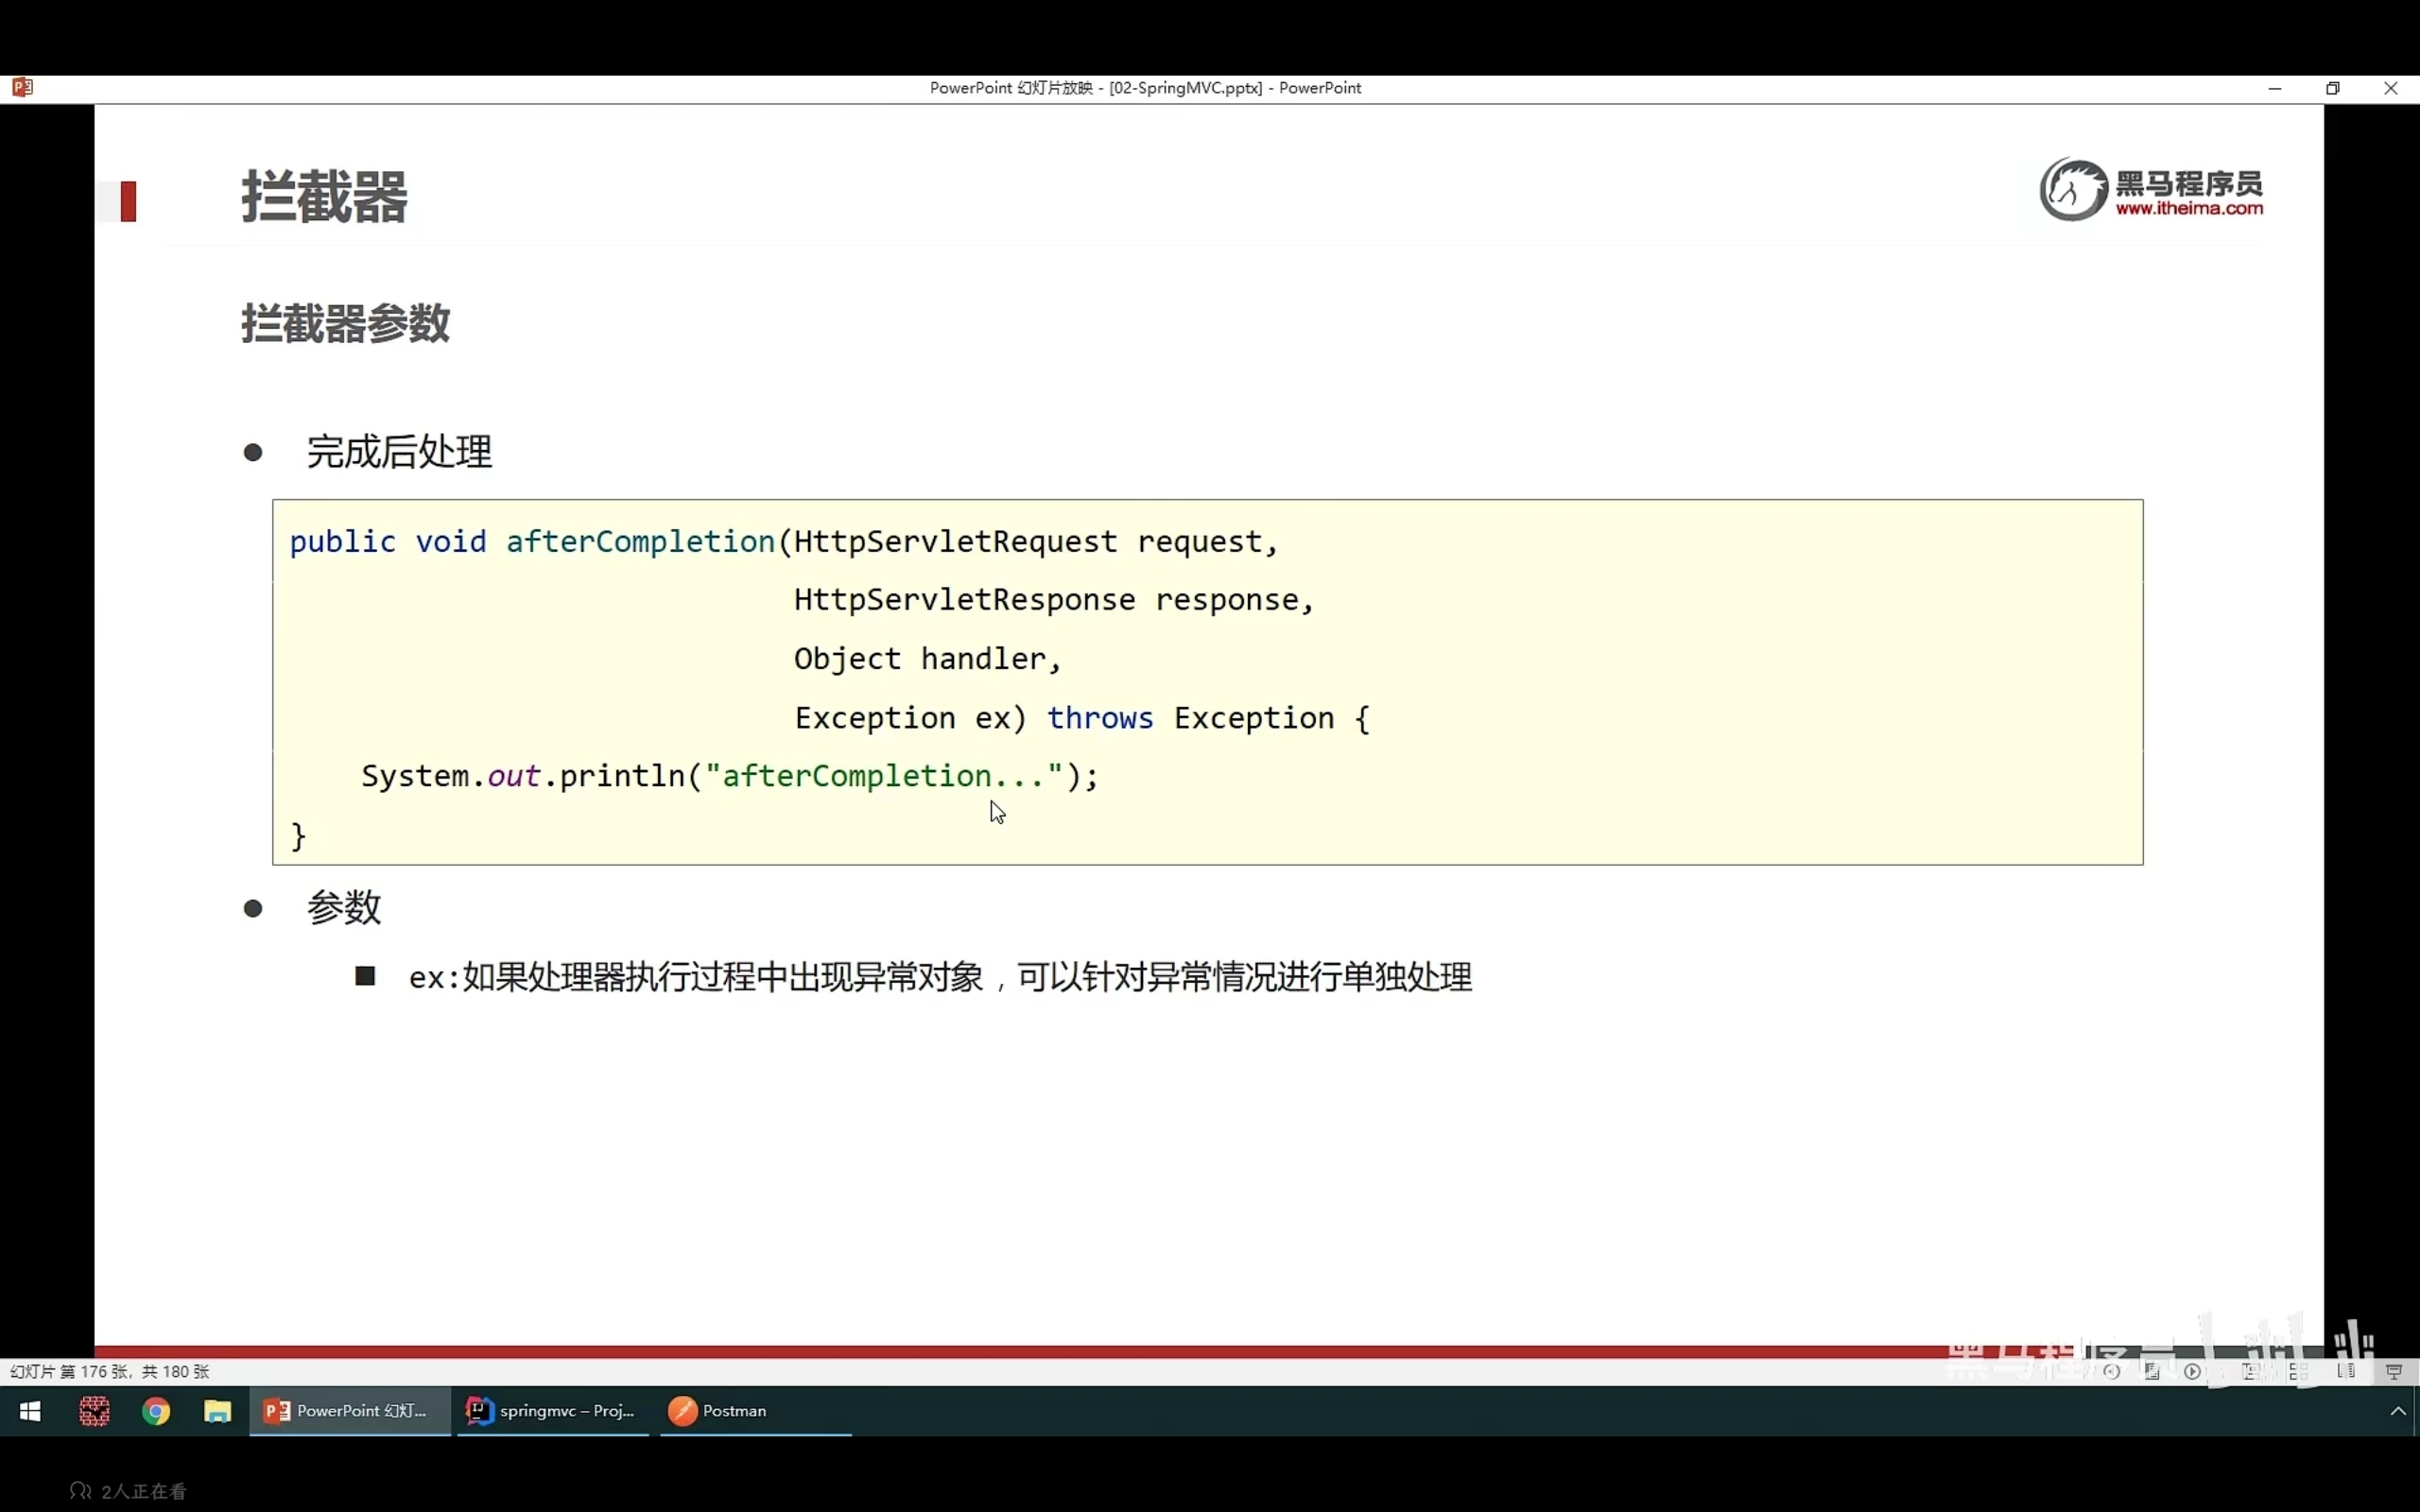 PowerPoint 幻灯片放映 - [02-SpringMVC.pptx] - PowerPoint
拦截器
黑马程序员
www.itheima.com
拦截器参数
● 完成后处理
public void afterCompletion(HttpServletRequest request,
HttpServletResponse response,
Object handler,
Exception ex) throws Exception {
System.out.println("afterCompletion...");
}
● 参数
■ ex:如果处理器执行过程中出现异常对象，可以针对异常情况进行单独处理
黑马程序员
幻灯片 第 176 张，共 180 张
PowerPoint 幻灯...
springmvc – Proj...
Postman
2人正在看